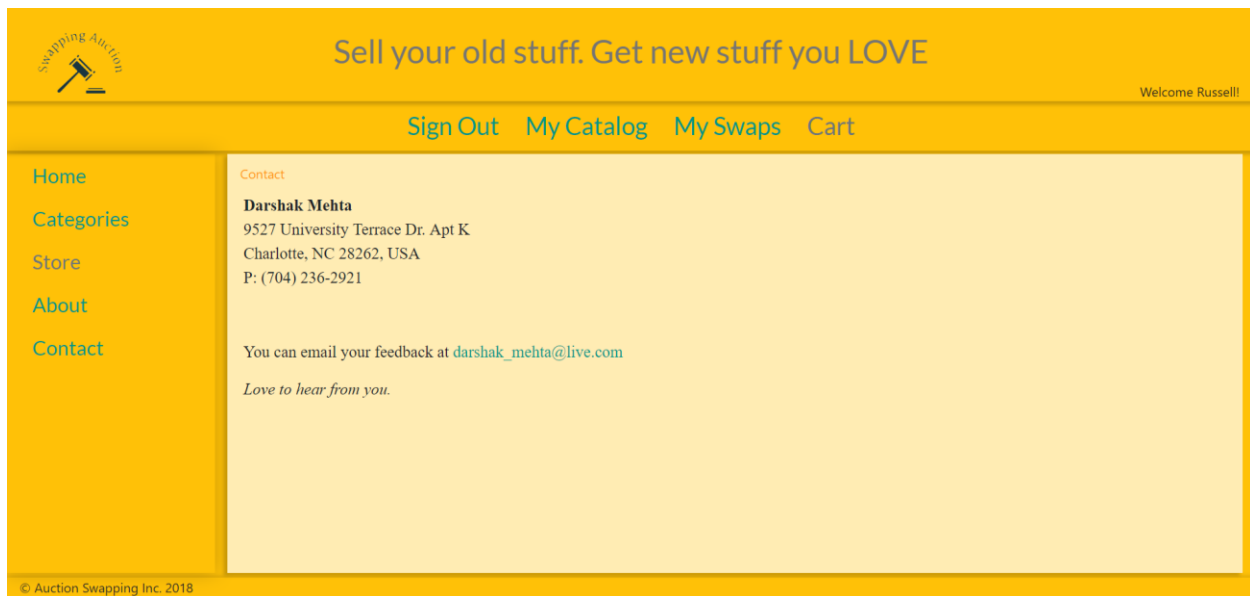 Swapping Auction
Sell your old stuff. Get new stuff you LOVE
Welcome Russell!
Sign Out My Catalog My Swaps Cart
Home
Categories
Store
About
Contact
Contact
Darshak Mehta
9527 University Terrace Dr. Apt K
Charlotte, NC 28262, USA
P: (704) 236-2921
You can email your feedback at darshak_mehta@live.com
Love to hear from you.
© Auction Swapping Inc. 2018